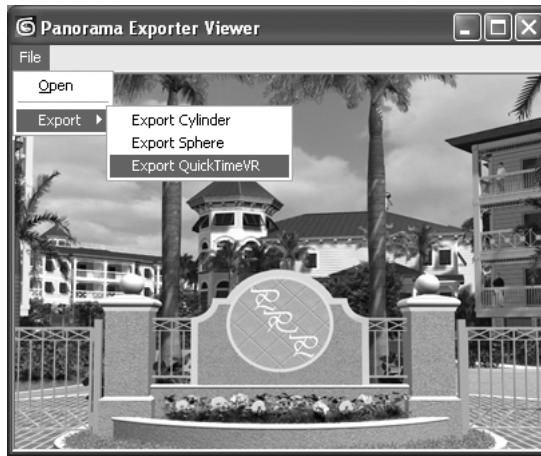 Panorama Exporter Viewer
File
Open
Export
Export Cylinder
Export Sphere
Export QuickTimeVR